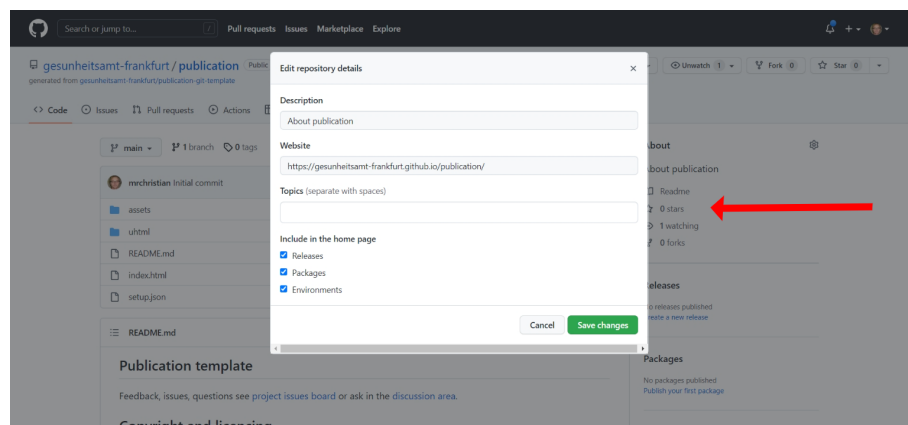 Search or jump to...
/
Pull requests Issues Marketplace Explore
gesunheitsamt-frankfurt / publication Public
generated from gesunheitsamt-frankfurt/publication-git-template
Unwatch 1
Fork 0
Star 0
Code Issues Pull requests Actions
main 1 branch 0 tags
mrchristian Initial commit
assets
uhtml
README.md
index.html
setup.json
README.md
Publication template
Feedback, issues, questions see project issues board or ask in the discussion area.
Copyright and licencing
Edit repository details
Description
About publication
Website
https://gesunheitsamt-frankfurt.github.io/publication/
Topics (separate with spaces)
Include in the home page
Releases
Packages
Environments
Cancel Save changes
About
About publication
Readme
0 stars
1 watching
0 forks
Releases
No releases published
Create a new release
Packages
No packages published
Publish your first package